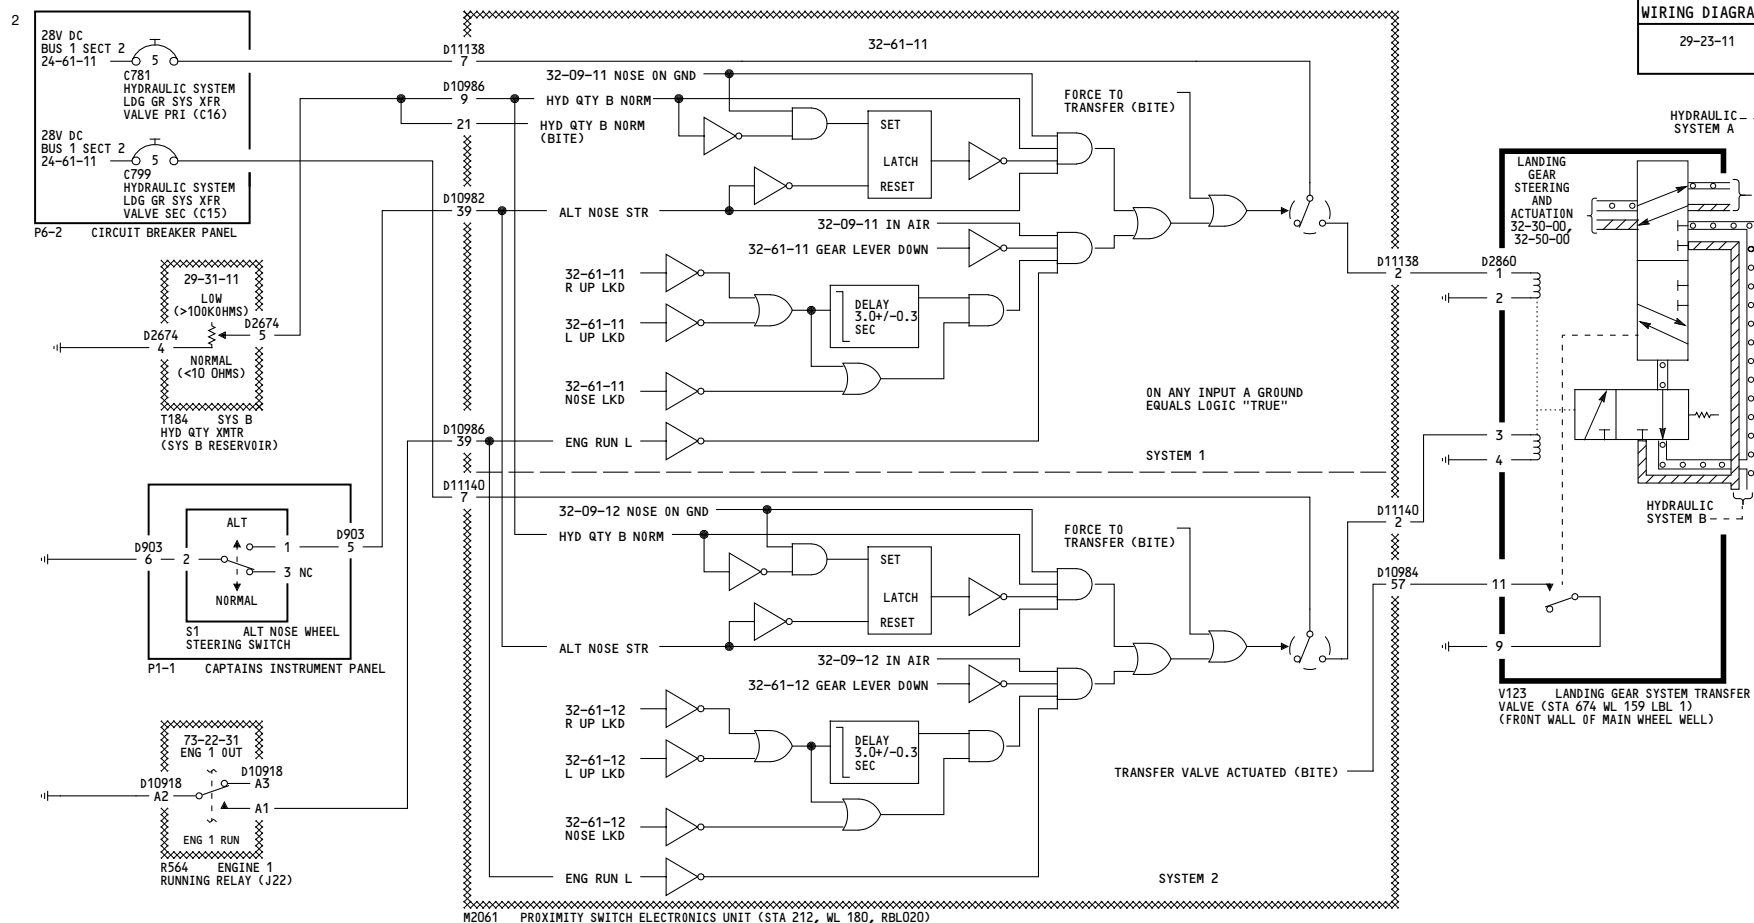 2
WIRING DIAGRA
29-23-11
28V DC
BUS 1 SECT 2
24-61-11
5
C781
HYDRAULIC SYSTEM
LDG GR SYS XFR
VALVE PRI (C16)
28V DC
BUS 1 SECT 2
24-61-11
5
C799
HYDRAULIC SYSTEM
LDG GR SYS XFR
VALVE SEC (C15)
P6-2 CIRCUIT BREAKER PANEL
29-31-11
LOW
(>100KOHMS)
D2674
5
D2674
4
NORMAL
(<10 OHMS)
T184 SYS B
HYD QTY XMTR
(SYS B RESERVOIR)
ALT
D903
6
2
1
3 NC
D903
5
NORMAL
S1 ALT NOSE WHEEL
STEERING SWITCH
P1-1 CAPTAINS INSTRUMENT PANEL
73-22-31
ENG 1 OUT
D10918
A2
D10918
A3
A1
ENG 1 RUN
R564 ENGINE 1
RUNNING RELAY (J22)
D11138
7
D10986
9
21
D10982
39
D10986
39
D11140
7
32-61-11
32-09-11 NOSE ON GND
HYD QTY B NORM
HYD QTY B NORM
(BITE)
SET
LATCH
RESET
FORCE TO
TRANSFER (BITE)
ALT NOSE STR
32-09-11 IN AIR
32-61-11 GEAR LEVER DOWN
32-61-11
R UP LKD
32-61-11
L UP LKD
DELAY
3.0+/-0.3
SEC
32-61-11
NOSE LKD
ENG RUN L
ON ANY INPUT A GROUND
EQUALS LOGIC "TRUE"
SYSTEM 1
32-09-12 NOSE ON GND
HYD QTY B NORM
SET
LATCH
RESET
FORCE TO
TRANSFER (BITE)
ALT NOSE STR
32-09-12 IN AIR
32-61-12 GEAR LEVER DOWN
32-61-12
R UP LKD
32-61-12
L UP LKD
DELAY
3.0+/-0.3
SEC
32-61-12
NOSE LKD
TRANSFER VALVE ACTUATED (BITE)
ENG RUN L
SYSTEM 2
M2061 PROXIMITY SWITCH ELECTRONICS UNIT (STA 212, WL 180, RBL020)
D11138
2
D11140
2
D10984
57
D2860
1
2
3
4
11
9
HYDRAULIC
SYSTEM A
LANDING
GEAR
STEERING
AND
ACTUATION
32-30-00,
32-50-00
HYDRAULIC
SYSTEM B
V123 LANDING GEAR SYSTEM TRANSFER
VALVE (STA 674 WL 159 LBL 1)
(FRONT WALL OF MAIN WHEEL WELL)